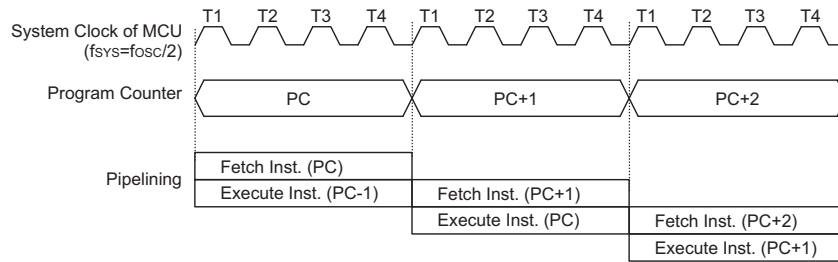 T1 T2 T3 T4 T1 T2 T3 T4 T1 T2 T3 T4
System Clock of MCU
(fSYS=fOSC/2)
Program Counter PC PC+1 PC+2
Fetch Inst. (PC)
Pipelining
Execute Inst. (PC-1) Fetch Inst. (PC+1)
Execute Inst. (PC) Fetch Inst. (PC+2)
Execute Inst. (PC+1)